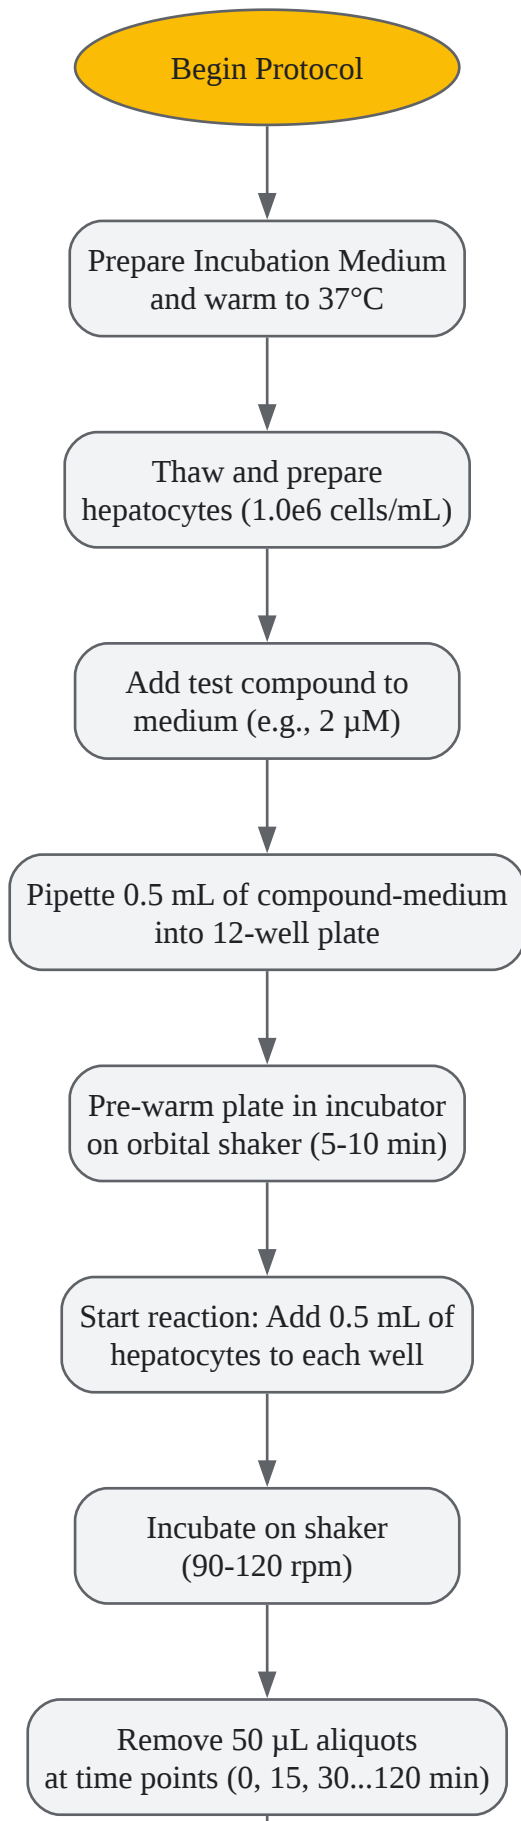 Begin Protocol
Prepare Incubation Medium
and warm to 37°C
Thaw and prepare
hepatocytes (1.0e6 cells/mL)
Add test compound to
medium (e.g., 2 µM)
Pipette 0.5 mL of compound-medium
into 12-well plate
Pre-warm plate in incubator
on orbital shaker (5-10 min)
Start reaction: Add 0.5 mL of
hepatocytes to each well
Incubate on shaker
(90-120 rpm)
Remove 50 µL aliquots
at time points (0, 15, 30...120 min)